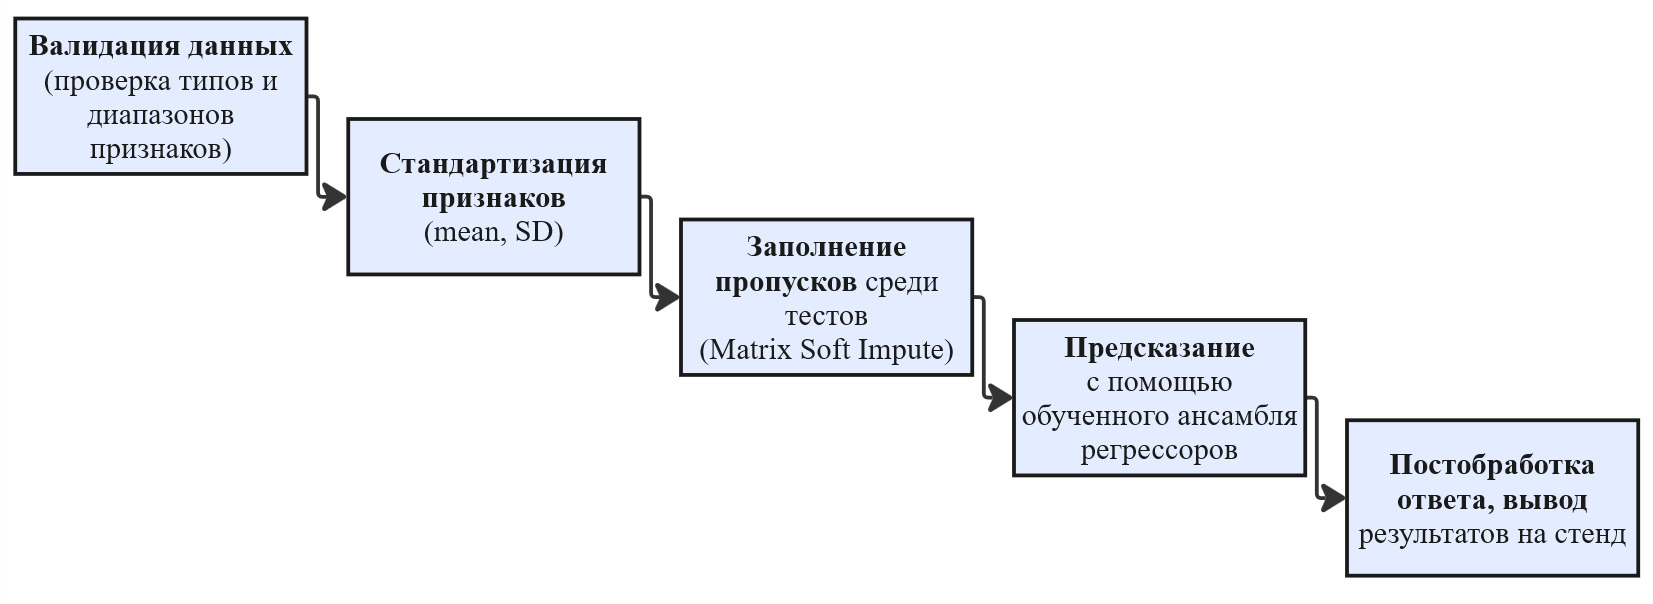 Валидация данных
(проверка типов и
диапазонов
признаков)
Стандартизация
признаков
(mean, SD)
Заполнение
пропусков среди
тестов
(Matrix Soft Impute)
Предсказание
с помощью
обученного ансамбля
регрессоров
Постобработка
ответа, вывод
результатов на стенд